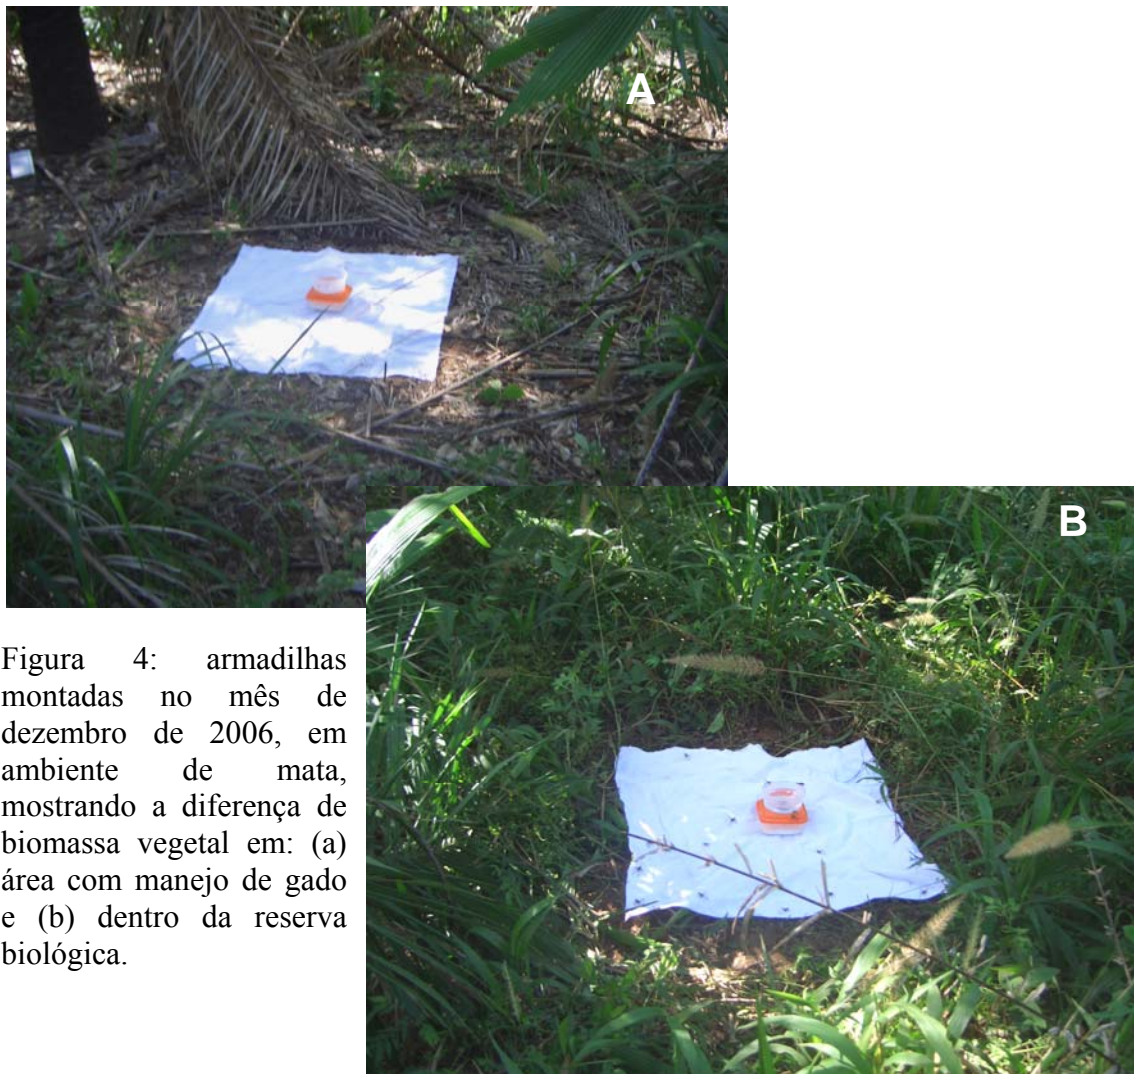 A
B
Figura 4: armadilhas
montadas no mês de
dezembro de 2006, em
ambiente de mata,
mostrando a diferença de
biomassa vegetal em: (a)
área com manejo de gado
e (b) dentro da reserva
biológica.